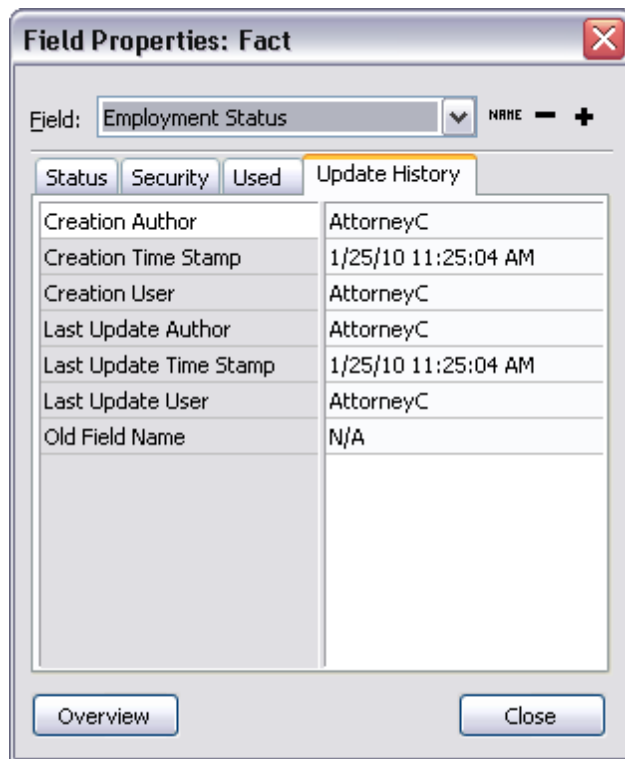 Field Properties: Fact
Field: Employment Status NAME
Status Security Used Update History
Creation Author AttorneyC
Creation Time Stamp 1/25/10 11:25:04 AM
Creation User AttorneyC
Last Update Author AttorneyC
Last Update Time Stamp 1/25/10 11:25:04 AM
Last Update User AttorneyC
Old Field Name N/A
Overview Close